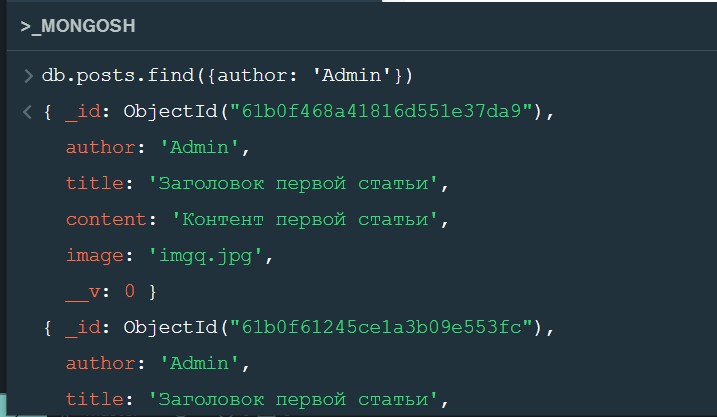 >_MONGOSH
> db.posts.find({author: 'Admin'})
< { _id: ObjectId("61b0f468a41816d551e37da9"),
author: 'Admin',
title: 'Заголовок первой статьи',
content: 'Контент первой статьи',
image: 'imgq.jpg',
__v: 0 }
{ _id: ObjectId("61b0f61245ce1a3b09e553fc"),
author: 'Admin',
title: 'Заголовок первой статьи',